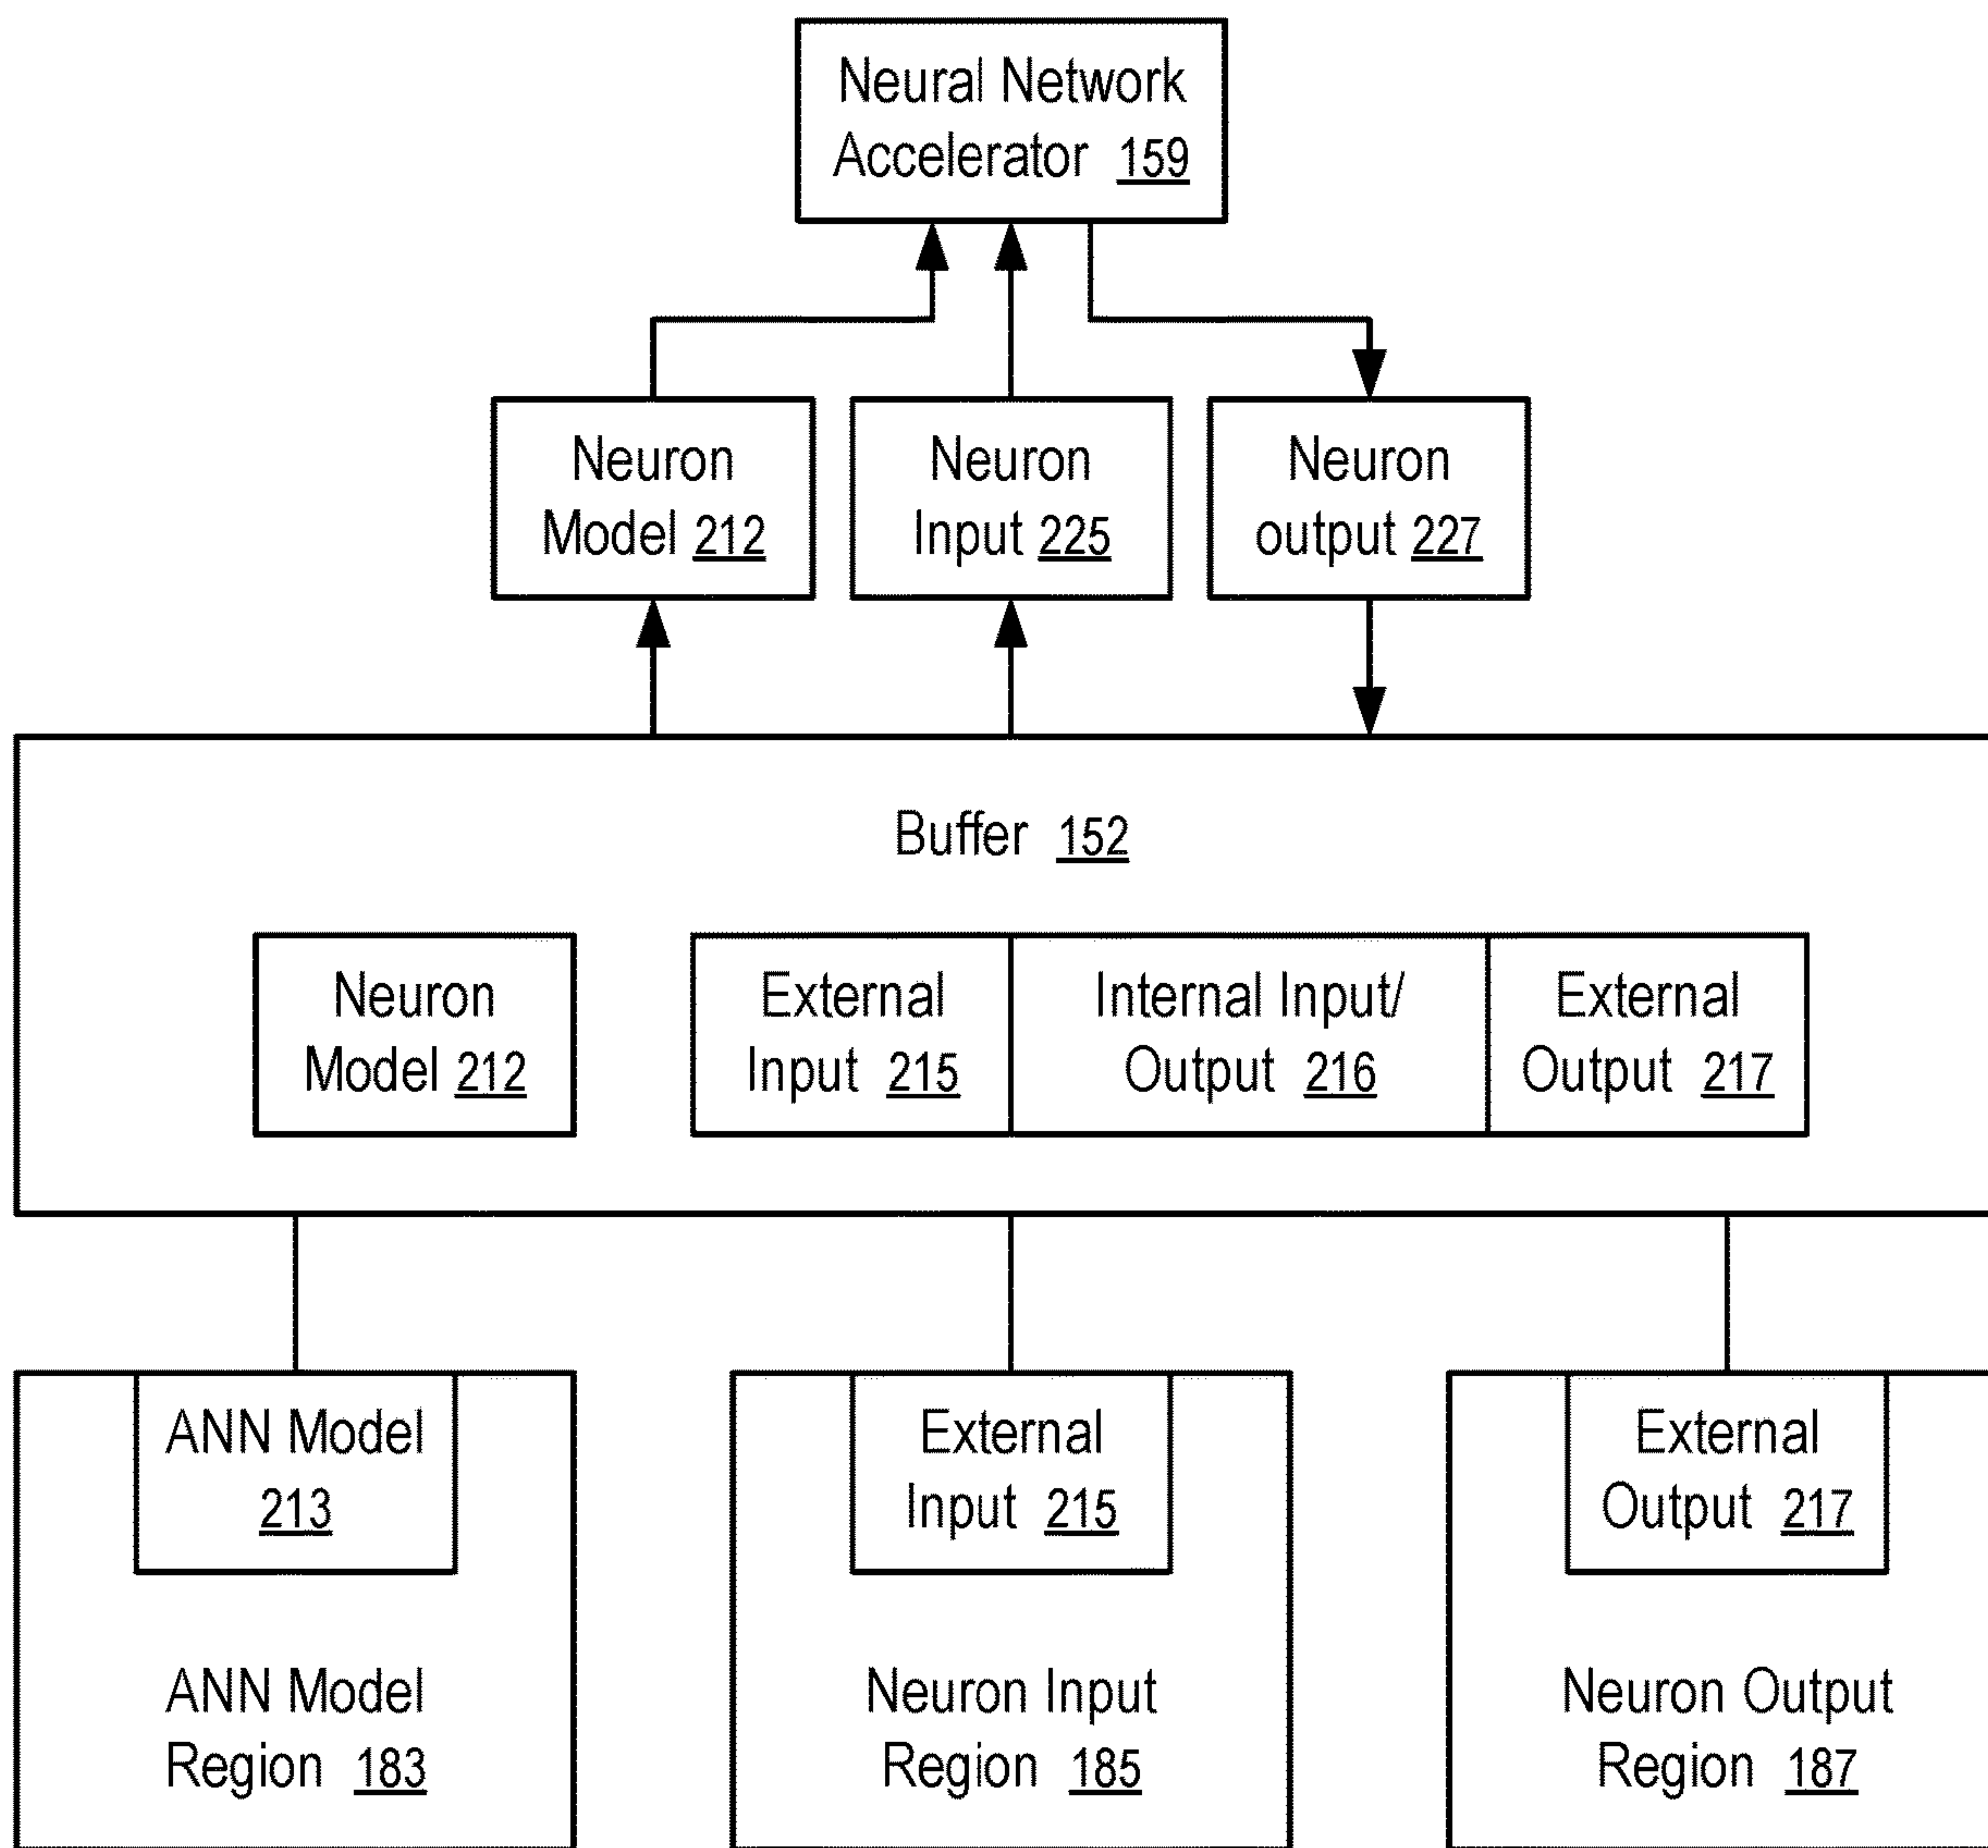 Neural Network
Accelerator 159
Neuron
Model 212
Neuron
Input 225
Neuron
output 227
Buffer 152
Neuron
Model 212
External
Input 215
Internal Input/
Output 216
External
Output 217
ANN Model
213
ANN Model
Region 183
External
Input 215
Neuron Input
Region 185
External
Output 217
Neuron Output
Region 187